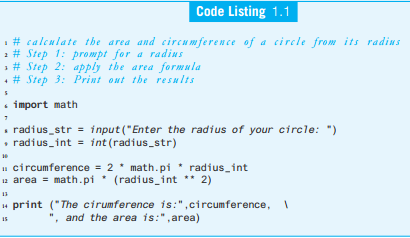 Code Listing 1.1
1 # calculate the area and circumference of a circle from its radius
2 # Step 1: prompt for a radius
3 # Step 2: apply the area formula
4 # Step 3: Print out the results
5
6 import math
7
8 radius_str = input("Enter the radius of your circle: ")
9 radius_int = int(radius_str)
10
11 circumference = 2 * math.pi * radius_int
12 area = math.pi * (radius_int ** 2)
13
14 print ("The cirumference is:",circumference, \
15 ", and the area is:",area)